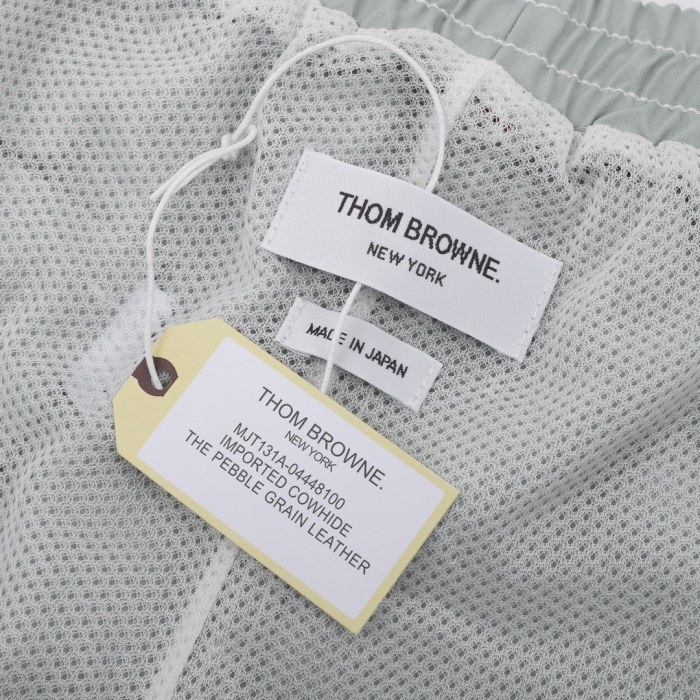 THOM BROWNE.
NEW YORK
MADE IN JAPAN
THOM BROWNE.
NEW YORK
MJT131A-04448100
IMPORTED COWHIDE
THE PEBBLE GRAIN LEATHER